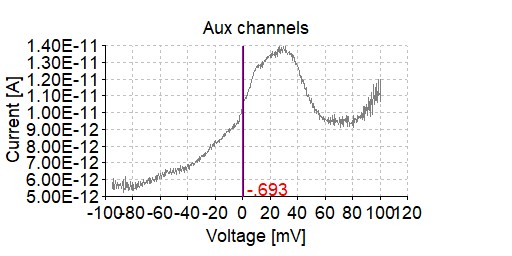 Aux channels
1.40E-11
1.30E-11
1.20E-11
1.10E-11
1.00E-11
9.00E-12
8.00E-12
7.00E-12
6.00E-12
5.00E-12
Current [A]
-.693
-100 -80 -60 -40 -20 0 20 40 60 80 100 120
Voltage [mV]